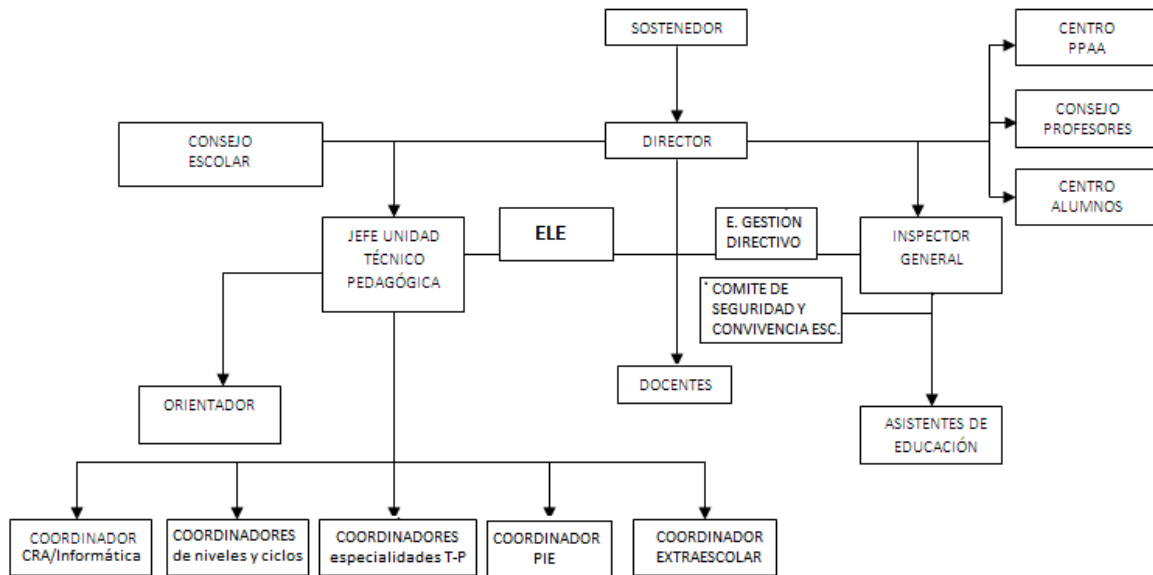 SOSTENEDOR
CENTRO
PPAA
CONSEJO
ESCOLAR
DIRECTOR
CONSEJO
PROFESORES
CENTRO
ALUMNOS
JEFE UNIDAD
TÉCNICO
PEDAGÓGICA
ELE
E. GESTIÓN
DIRECTIVO
INSPECTOR
GENERAL
COMITE DE
SEGURIDAD Y
CONVIVENCIA ESC.
ORIENTADOR
DOCENTES
ASISTENTES DE
EDUCACIÓN
COORDINADOR
CRA/Informática
COORDINADORES
de niveles y ciclos
COORDINADORES
especialidades T-P
COORDINADOR
PIE
COORDINADOR
EXTRAESCOLAR